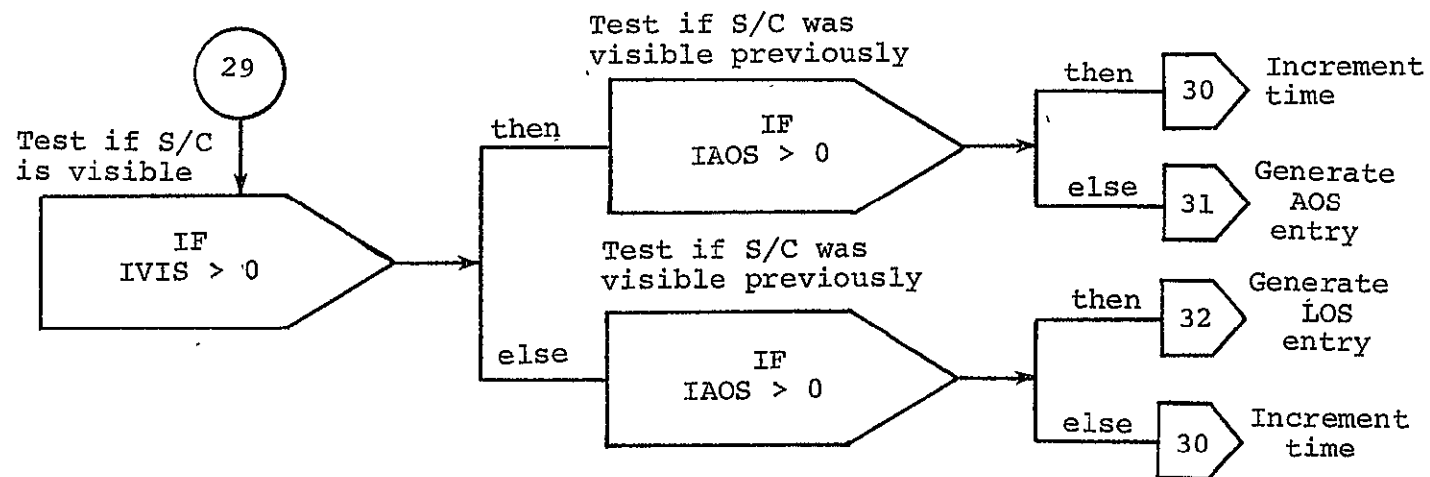 29
Test if S/C
is visible
IF
IVIS > 0
then
else
Test if S/C was
visible previously
IF
IAOS > 0
then
30
Increment
time
else
31
Generate
AOS
entry
Test if S/C was
visible previously
IF
IAOS > 0
then
32
Generate
LOS
entry
else
30
Increment
time